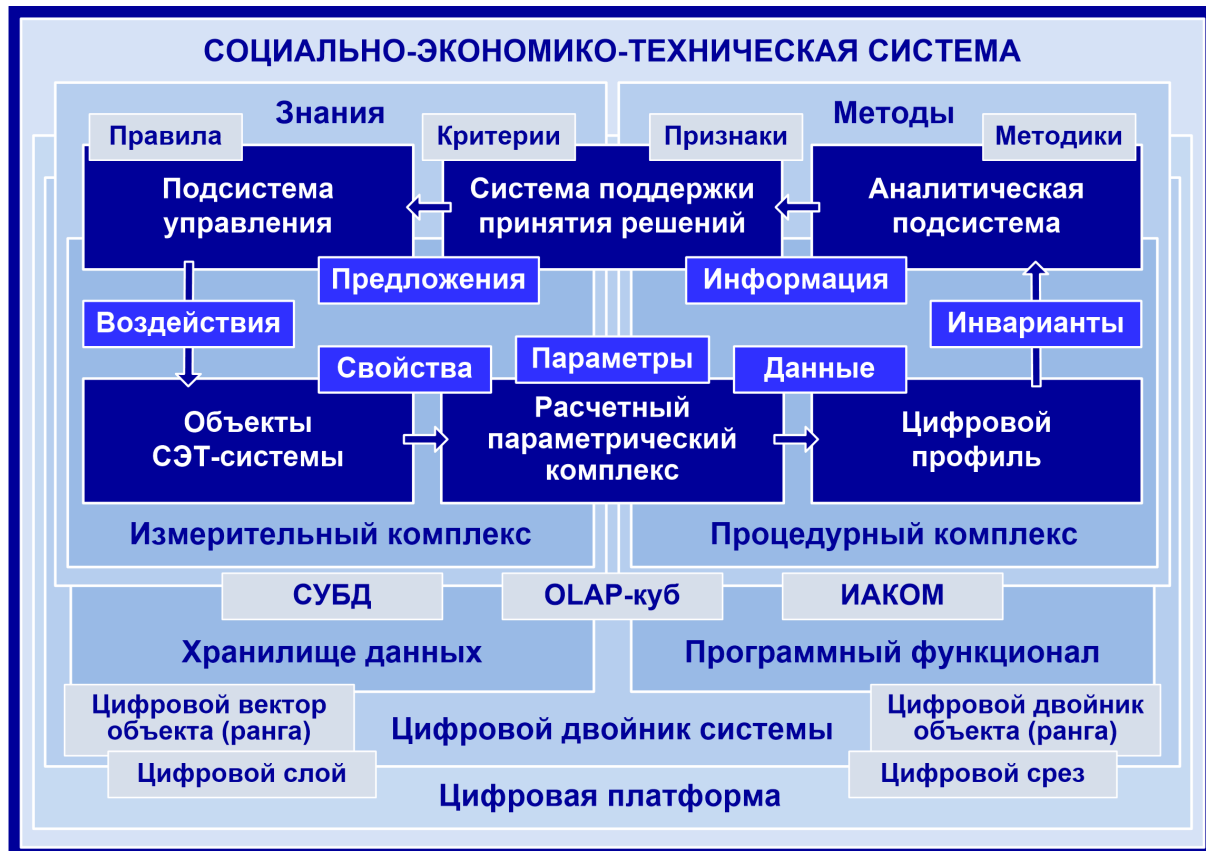 СОЦИАЛЬНО-ЭКОНОМИКО-ТЕХНИЧЕСКАЯ СИСТЕМА
Знания
Методы
Правила
Критерии
Признаки
Методики
Подсистема
управления
Система поддержки
принятия решений
Аналитическая
подсистема
Предложения
Информация
Воздействия
Инварианты
Свойства
Параметры
Данные
Объекты
СЭТ-системы
Расчетный
параметрический
комплекс
Цифровой
профиль
Измерительный комплекс
Процедурный комплекс
СУБД
OLAP-куб
ИАКОМ
Хранилище данных
Программный функционал
Цифровой вектор
объекта (ранга)
Цифровой двойник системы
Цифровой двойник
объекта (ранга)
Цифровой слой
Цифровой срез
Цифровая платформа